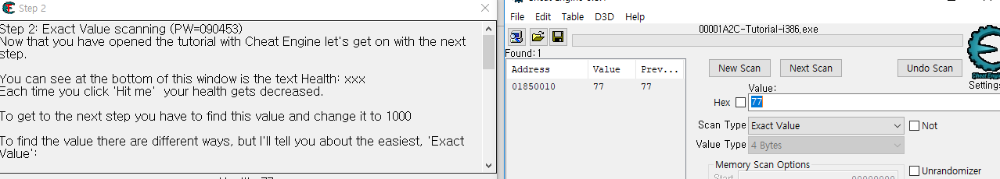 Step 2
Step 2: Exact Value scanning (PW=090453)
Now that you have opened the tutorial with Cheat Engine let's get on with the next
step.
You can see at the bottom of this window is the text Health: xxx
Each time you click 'Hit me' your health gets decreased.
To get to the next step you have to find this value and change it to 1000
To find the value there are different ways, but I'll tell you about the easiest, 'Exact
Value':
File Edit Table D3D Help
00001A2C-Tutorial-i386.exe
Found: 1
Address Value Prev...
01850010 77 77
New Scan Next Scan Undo Scan
Cheat Engine
Settings
Value:
Hex 77
Scan Type Exact Value Not
Value Type 4 Bytes
Memory Scan Options
Unrandomizer